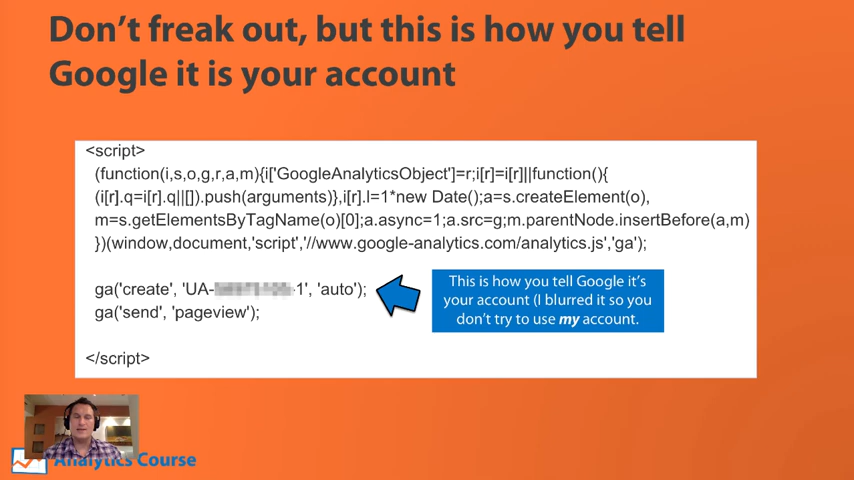 Don't freak out, but this is how you tell
Google it is your account
<script>
(function(i,s,o,g,r,a,m){i['GoogleAnalyticsObject']=r;i[r]=i[r]||function(){
(i[r].q=i[r].q||[]).push(arguments)},i[r].l=1*new Date();a=s.createElement(o),
m=s.getElementsByTagName(o)[0];a.async=1;a.src=g;m.parentNode.insertBefore(a,m)
})(window,document,'script','//www.google-analytics.com/analytics.js','ga');
ga('create', 'UA- -1', 'auto');
ga('send', 'pageview');
</script>
This is how you tell Google it's
your account (I blurred it so you
don't try to use my account.
Analytics Course